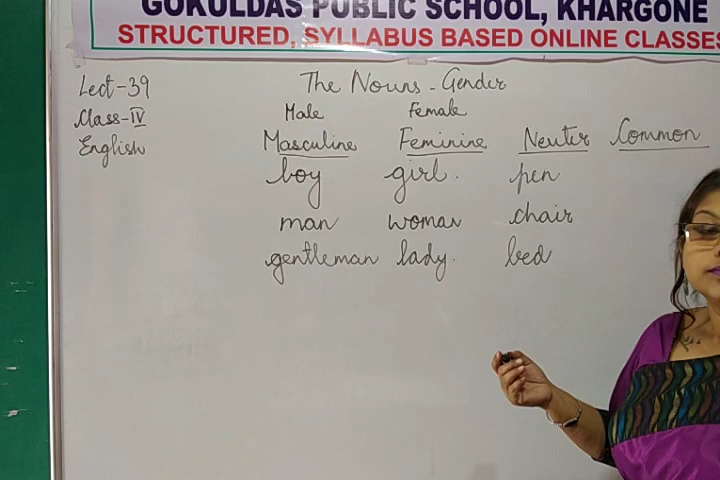 GOKULDAS PUBLIC SCHOOL, KHARGONE
STRUCTURED, SYLLABUS BASED ONLINE CLASSES
Lect-39 The Nouns - Gender
Class-IV Male Female
English Masculine Feminine Neuter Common
boy girl. pen
man woman chair
gentleman lady. bed